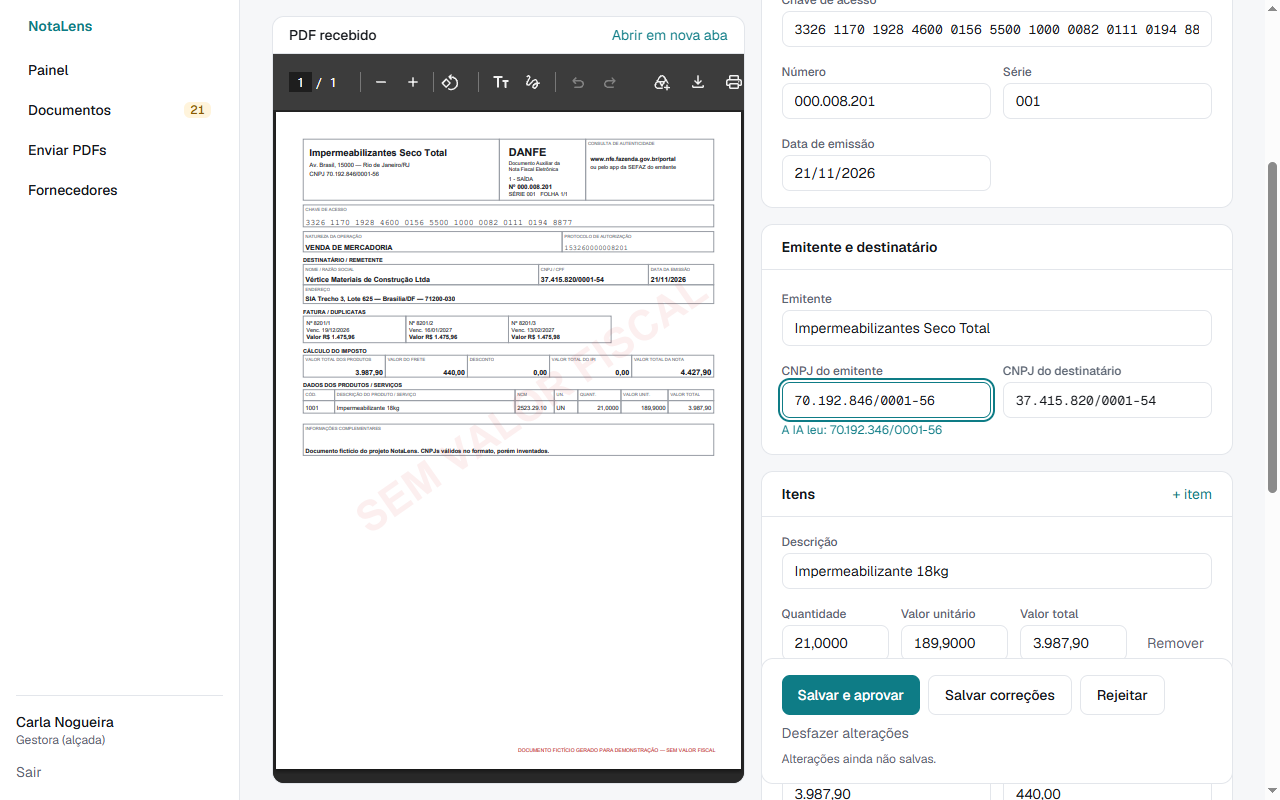 NotaLens
Painel
Documentos 21
Enviar PDFs
Fornecedores
Carla Nogueira
Gestora (alçada)
Sair
PDF recebido Abrir em nova aba
1 / 1
Impermeabilizantes Seco Total
Av. Brasil, 15000 — Rio de Janeiro/RJ
CNPJ 70.192.846/0001-56
DANFE
Documento Auxiliar da
Nota Fiscal Eletrônica
1 - SAÍDA
Nº 000.008.201
SÉRIE 001 FOLHA 1/1
CONSULTA DE AUTENTICIDADE
www.nfe.fazenda.gov.br/portal
ou pelo app da SEFAZ do emitente
CHAVE DE ACESSO
3326 1170 1928 4600 0156 5500 1000 0082 0111 0194 8877
NATUREZA DA OPERAÇÃO PROTOCOLO DE AUTORIZAÇÃO
VENDA DE MERCADORIA 153260000008201
DESTINATÁRIO / REMETENTE
NOME / RAZÃO SOCIAL CNPJ / CPF DATA DA EMISSÃO
Vértice Materiais de Construção Ltda 37.415.820/0001-54 21/11/2026
ENDEREÇO
SIA Trecho 3, Lote 625 — Brasília/DF — 71200-030
FATURA / DUPLICATAS
Nº 8201/1 Nº 8201/2 Nº 8201/3
Venc. 19/12/2026 Venc. 16/01/2027 Venc. 13/02/2027
Valor R$ 1.475,96 Valor R$ 1.475,96 Valor R$ 1.475,98
CÁLCULO DO IMPOSTO
VALOR TOTAL DOS PRODUTOS VALOR DO FRETE DESCONTO VALOR TOTAL DO IPI VALOR TOTAL DA NOTA
3.987,90 440,00 0,00 0,00 4.427,90
DADOS DOS PRODUTOS / SERVIÇOS
CÓD. DESCRIÇÃO DO PRODUTO / SERVIÇO NCM UN. QUANT. VALOR UNIT. VALOR TOTAL
1001 Impermeabilizante 18kg 2523.29.10 UN 21,0000 189,9000 3.987,90
INFORMAÇÕES COMPLEMENTARES
Documento fictício do projeto NotaLens. CNPJs válidos no formato, porém inventados.
SEM VALOR FISCAL
DOCUMENTO FICTÍCIO GERADO PARA DEMONSTRAÇÃO — SEM VALOR FISCAL
Chave de acesso
3326 1170 1928 4600 0156 5500 1000 0082 0111 0194 88
Número Série
000.008.201 001
Data de emissão
21/11/2026
Emitente e destinatário
Emitente
Impermeabilizantes Seco Total
CNPJ do emitente CNPJ do destinatário
70.192.846/0001-56 37.415.820/0001-54
A IA leu: 70.192.346/0001-56
Itens + item
Descrição
Impermeabilizante 18kg
Quantidade Valor unitário Valor total
21,0000 189,9000 3.987,90 Remover
Salvar e aprovar Salvar correções Rejeitar
Desfazer alterações
Alterações ainda não salvas.
3.987,90 440,00